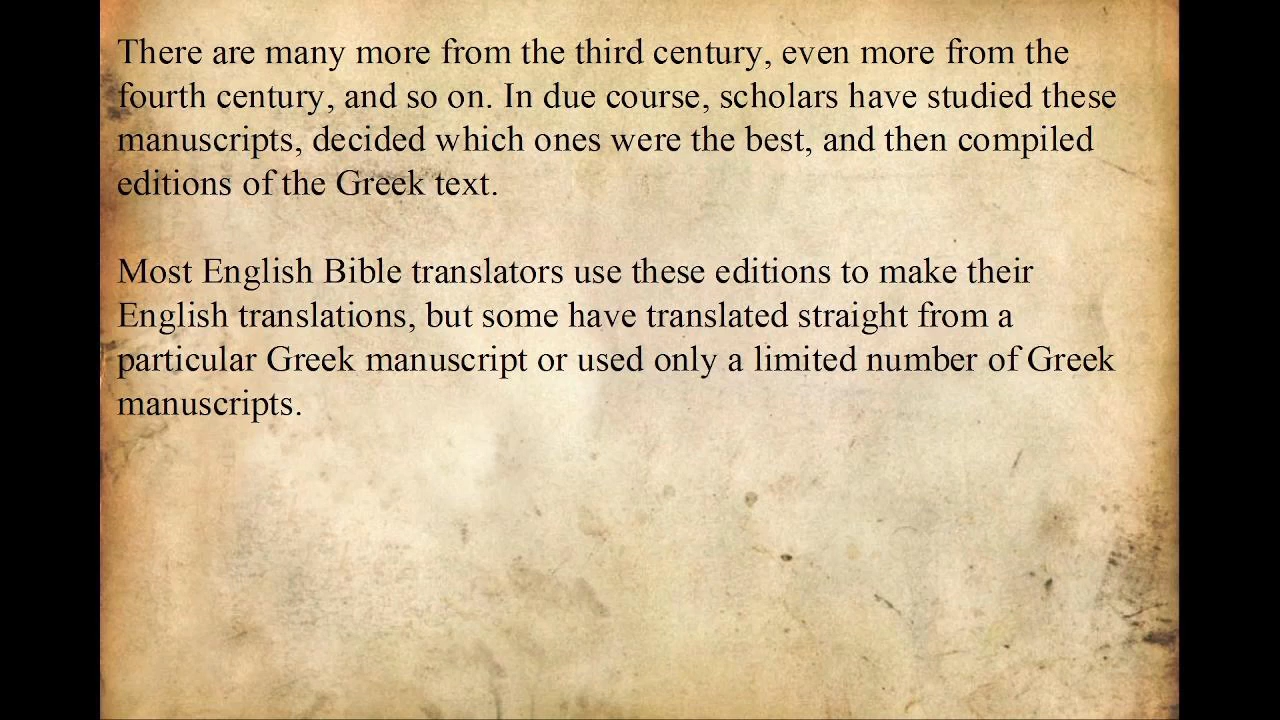 There are many more from the third century, even more from the
fourth century, and so on. In due course, scholars have studied these
manuscripts, decided which ones were the best, and then compiled
editions of the Greek text.
Most English Bible translators use these editions to make their
English translations, but some have translated straight from a
particular Greek manuscript or used only a limited number of Greek
manuscripts.